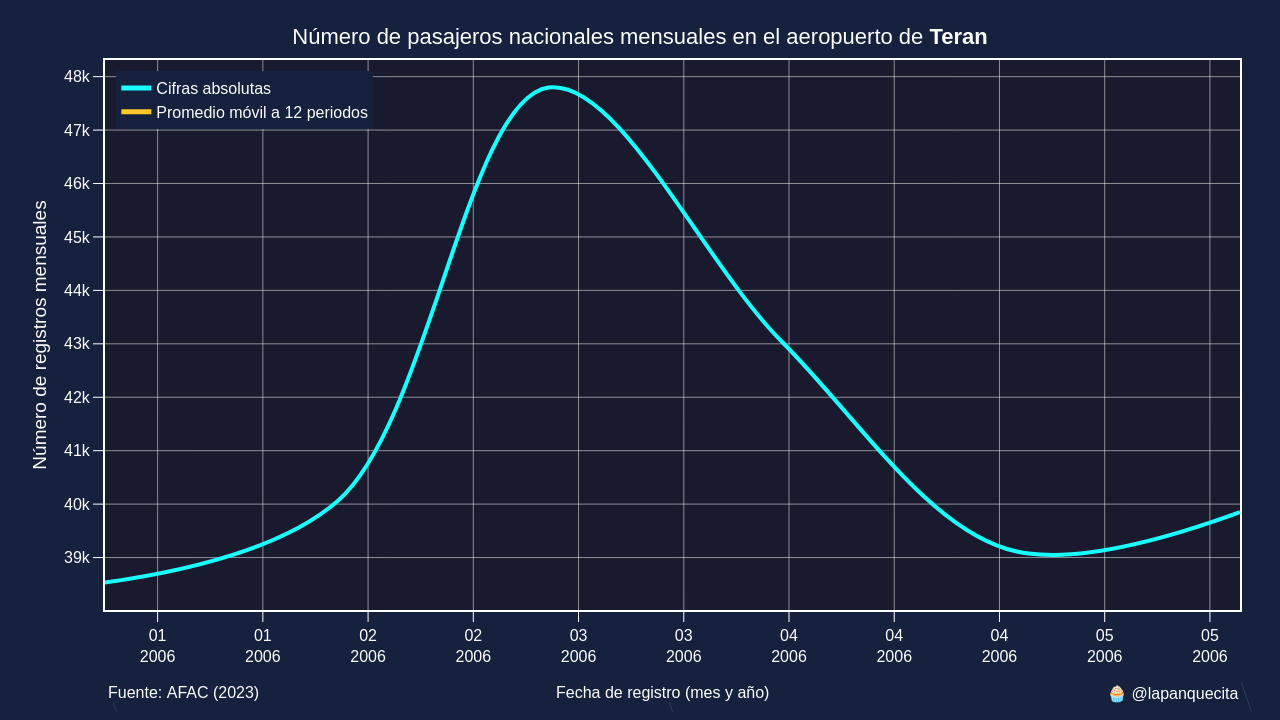 Número de pasajeros nacionales mensuales en el aeropuerto de Teran
Cifras absolutas
Promedio móvil a 12 periodos
Número de registros mensuales
48k
47k
46k
45k
44k
43k
42k
41k
40k
39k
01 01 02 02 03 03 04 04 04 05 05
2006 2006 2006 2006 2006 2006 2006 2006 2006 2006 2006
Fuente: AFAC (2023) Fecha de registro (mes y año) 🧁 @lapanquecita